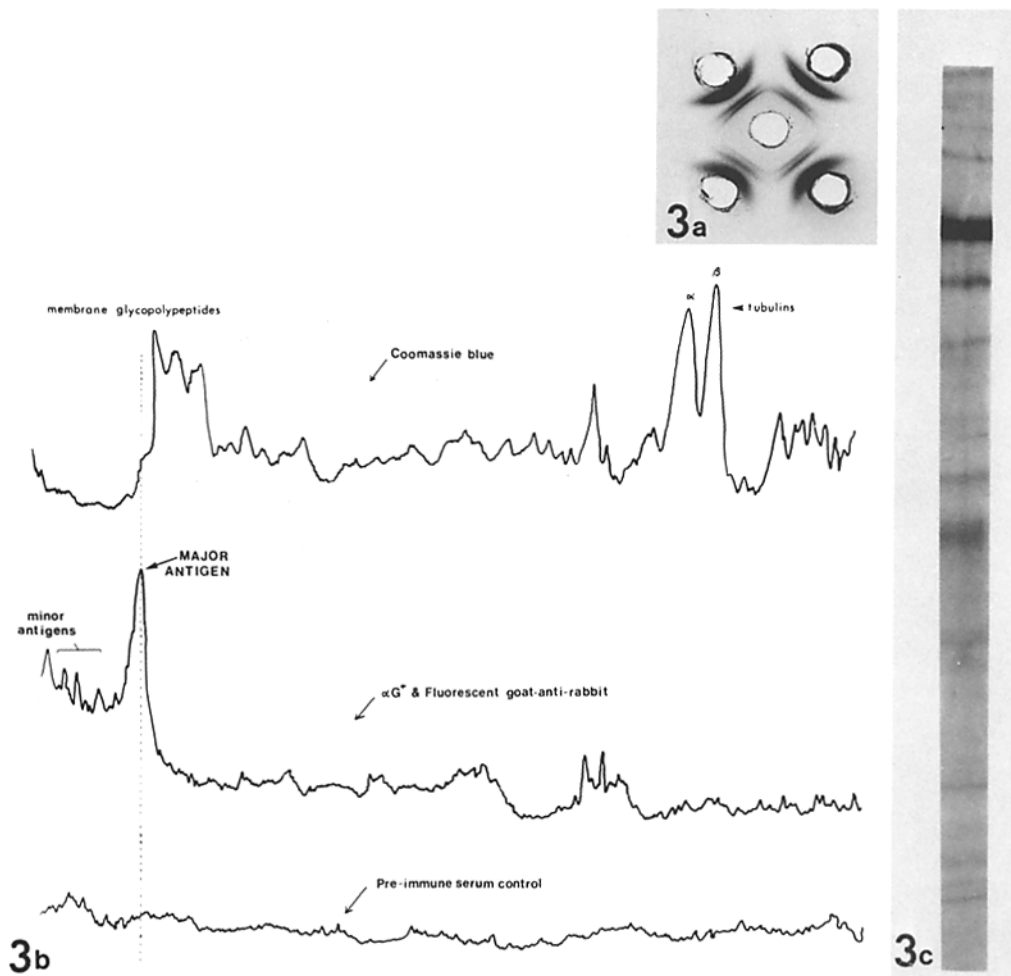 3a
β
α
membrane glycopolypeptides
◄ tubulins
Coomassie blue
MAJOR
ANTIGEN
minor
antigens
αG* & Fluorescent goat-anti-rabbit
Pre-immune serum control
3b
3c